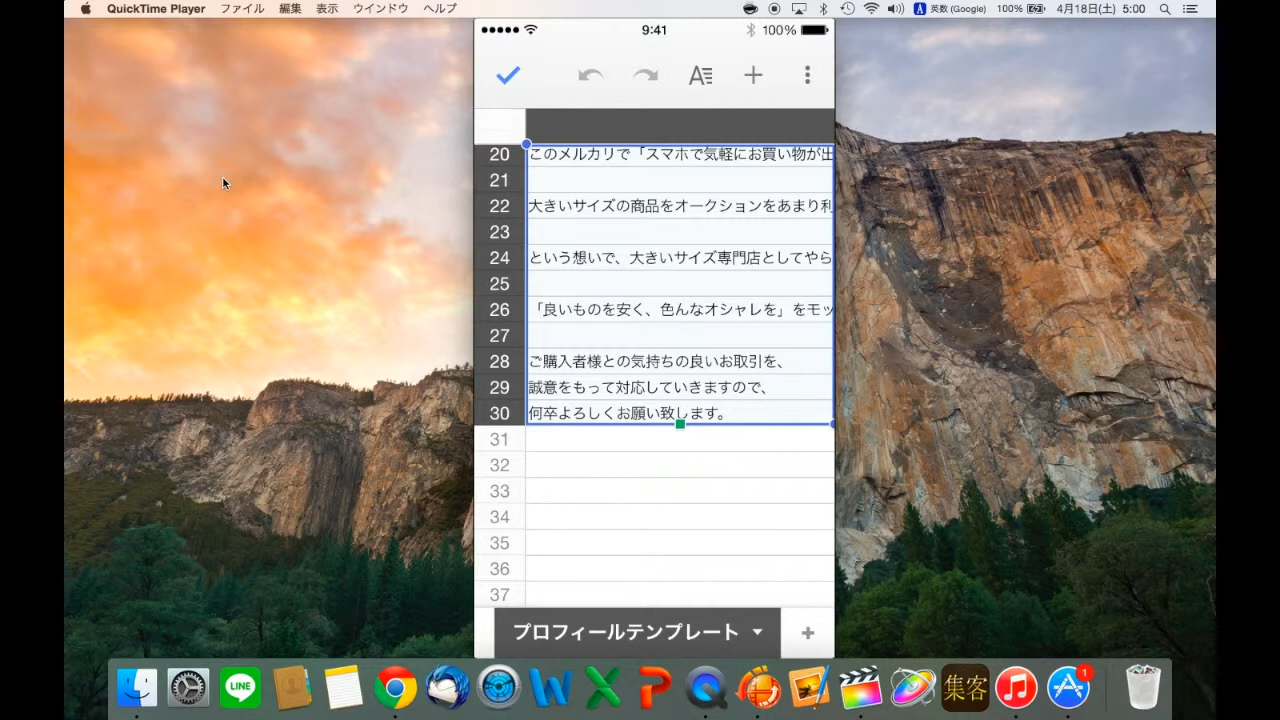 QuickTime Player ファイル 編集 表示 ウインドウ ヘルプ
A 英数 (Google) 100% 4月18日(土) 5:00
9:41
100%
20 このメルカリで「スマホで気軽にお買い物が出
21
22 大きいサイズの商品をオークションをあまり利
23
24 という想いで、大きいサイズ専門店としてやら
25
26 「良いものを安く、色んなオシャレを」をモッ
27
28 ご購入者様との気持ちの良いお取引を、
29 誠意をもって対応していきますので、
30 何卒よろしくお願い致します。
31
32
33
34
35
36
37
プロフィールテンプレート
LINE
集客
1